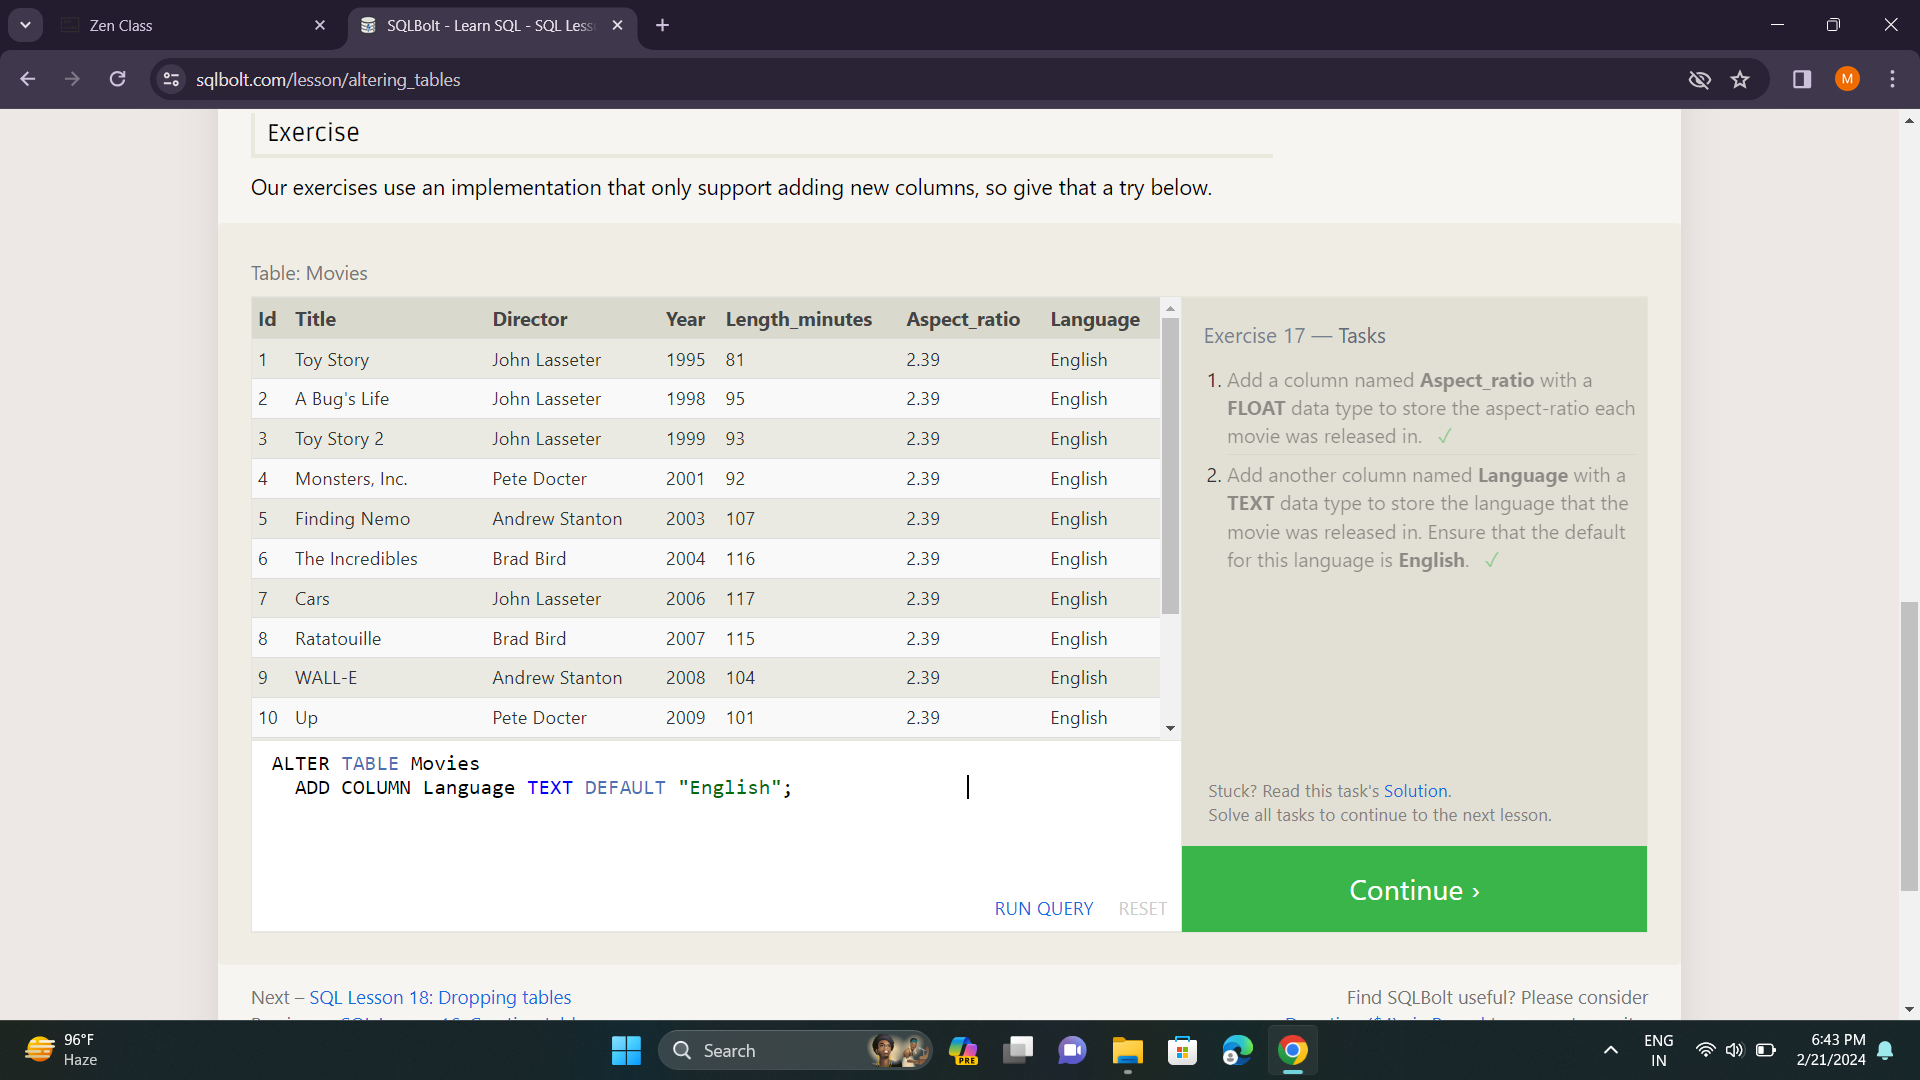 Zen Class
SQLBolt - Learn SQL - SQL Less
sqlbolt.com/lesson/altering_tables
M
Exercise
Our exercises use an implementation that only support adding new columns, so give that a try below.
Table: Movies
Id Title Director Year Length_minutes Aspect_ratio Language
1 Toy Story John Lasseter 1995 81 2.39 English
2 A Bug's Life John Lasseter 1998 95 2.39 English
3 Toy Story 2 John Lasseter 1999 93 2.39 English
4 Monsters, Inc. Pete Docter 2001 92 2.39 English
5 Finding Nemo Andrew Stanton 2003 107 2.39 English
6 The Incredibles Brad Bird 2004 116 2.39 English
7 Cars John Lasseter 2006 117 2.39 English
8 Ratatouille Brad Bird 2007 115 2.39 English
9 WALL-E Andrew Stanton 2008 104 2.39 English
10 Up Pete Docter 2009 101 2.39 English
ALTER TABLE Movies
ADD COLUMN Language TEXT DEFAULT "English";
RUN QUERY RESET
Exercise 17 — Tasks
1. Add a column named Aspect_ratio with a
FLOAT data type to store the aspect-ratio each
movie was released in. ✓
2. Add another column named Language with a
TEXT data type to store the language that the
movie was released in. Ensure that the default
for this language is English. ✓
Stuck? Read this task's Solution.
Solve all tasks to continue to the next lesson.
Continue ›
Next – SQL Lesson 18: Dropping tables
Find SQLBolt useful? Please consider
96°F
Haze
Search
PRE
ENG
IN
6:43 PM
2/21/2024